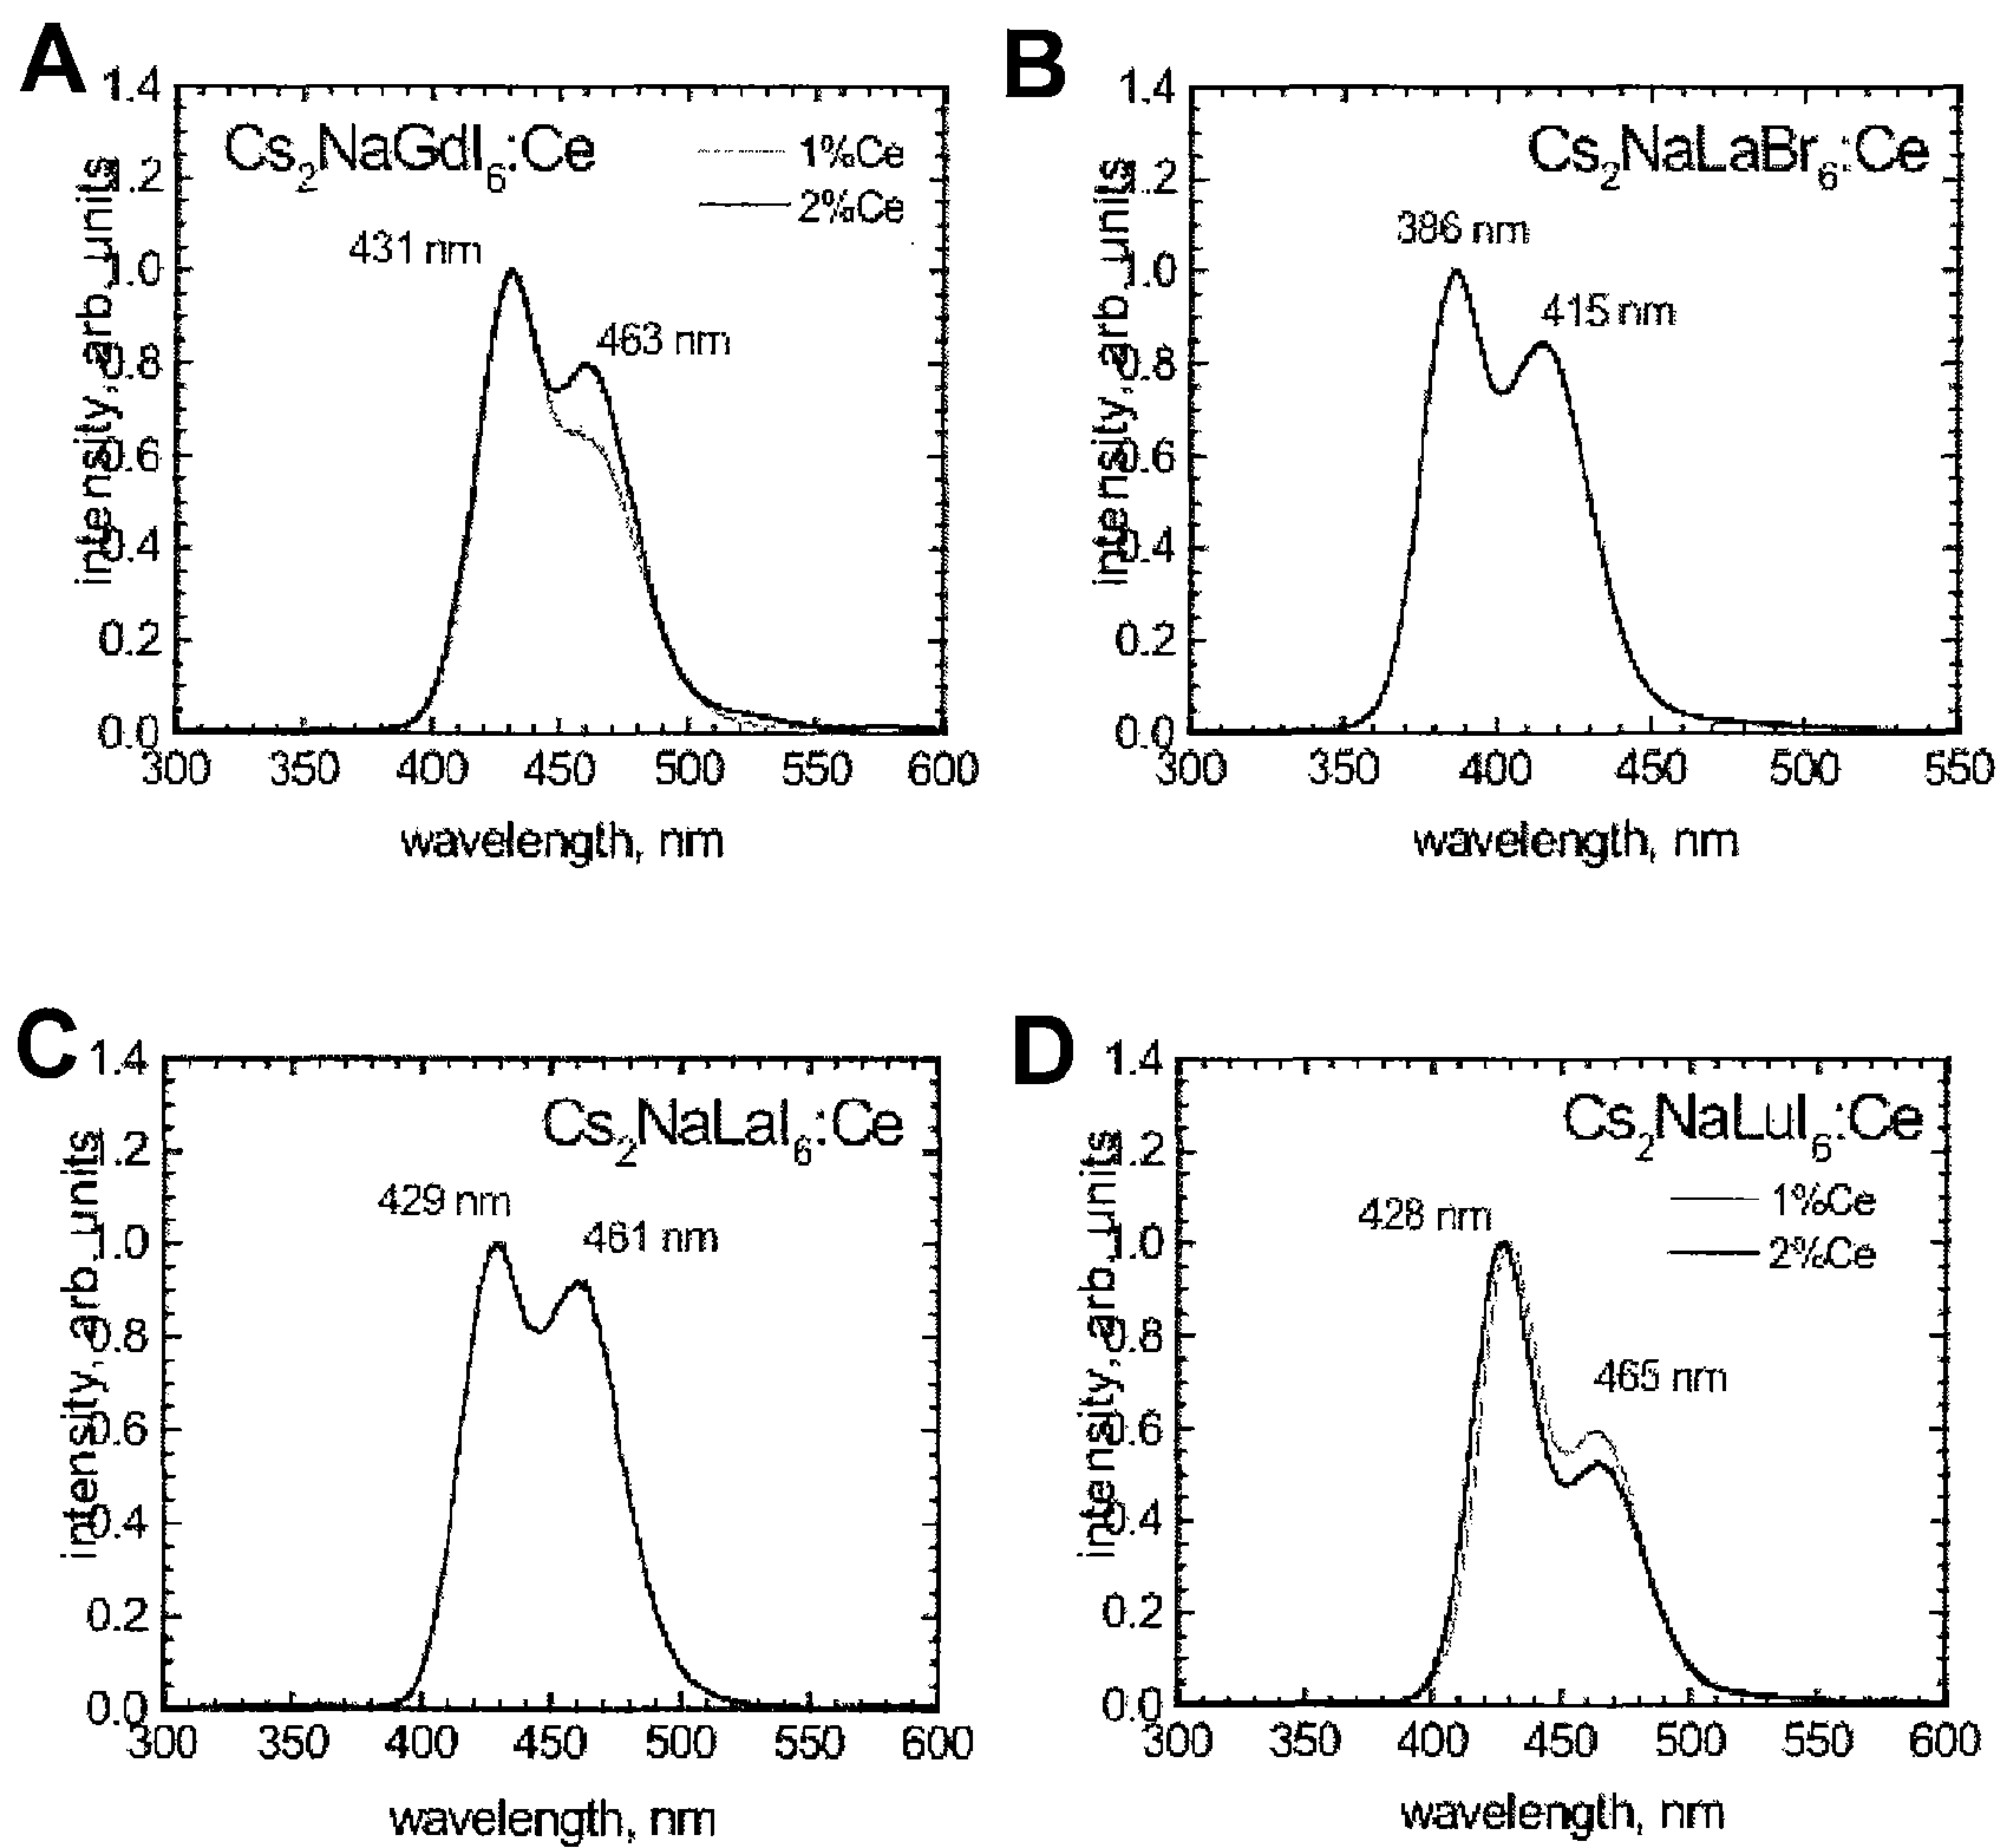 A
Cs2NaGdI6:Ce
1%Ce
2%Ce
431 nm
463 nm
intensity, arb. units
1.4
1.2
1.0
0.8
0.6
0.4
0.2
0.0
300 350 400 450 500 550 600
wavelength, nm
B
Cs2NaLaBr6:Ce
386 nm
415 nm
intensity, arb. units
1.4
1.2
1.0
0.8
0.6
0.4
0.2
0.0
300 350 400 450 500 550
wavelength, nm
C
Cs2NaLaI6:Ce
429 nm
461 nm
intensity, arb. units
1.4
1.2
1.0
0.8
0.6
0.4
0.2
0.0
300 350 400 450 500 550 600
wavelength, nm
D
Cs2NaLuI6:Ce
1%Ce
2%Ce
428 nm
465 nm
intensity, arb. units
1.4
1.2
1.0
0.8
0.6
0.4
0.2
0.0
300 350 400 450 500 550 600
wavelength, nm